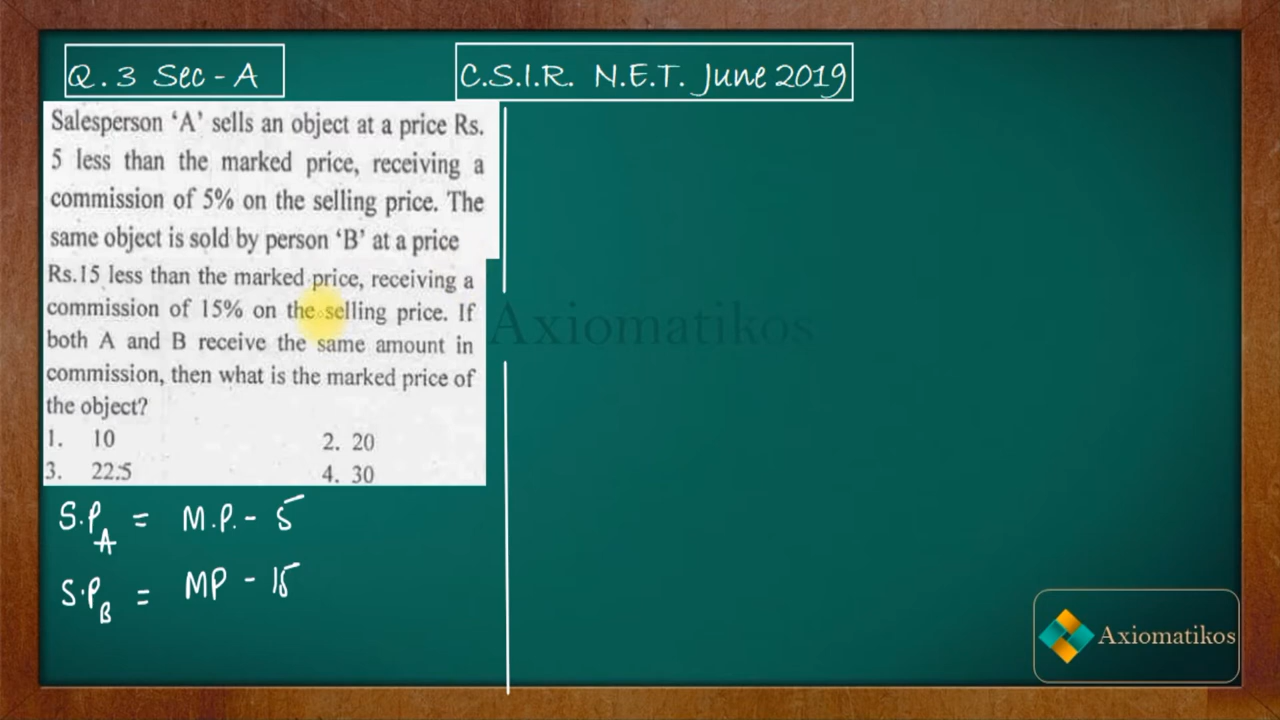 Q. 3 Sec - A
C.S.I.R. N.E.T. June 2019
Salesperson ‘A’ sells an object at a price Rs.
5 less than the marked price, receiving a
commission of 5% on the selling price. The
same object is sold by person ‘B’ at a price
Rs.15 less than the marked price, receiving a
commission of 15% on the selling price. If
both A and B receive the same amount in
commission, then what is the marked price of
the object?
1. 10 2. 20
3. 22.5 4. 30
S.P_A = M.P. - 5
S.P_B = MP - 15
Axiomatikos
Axiomatikos